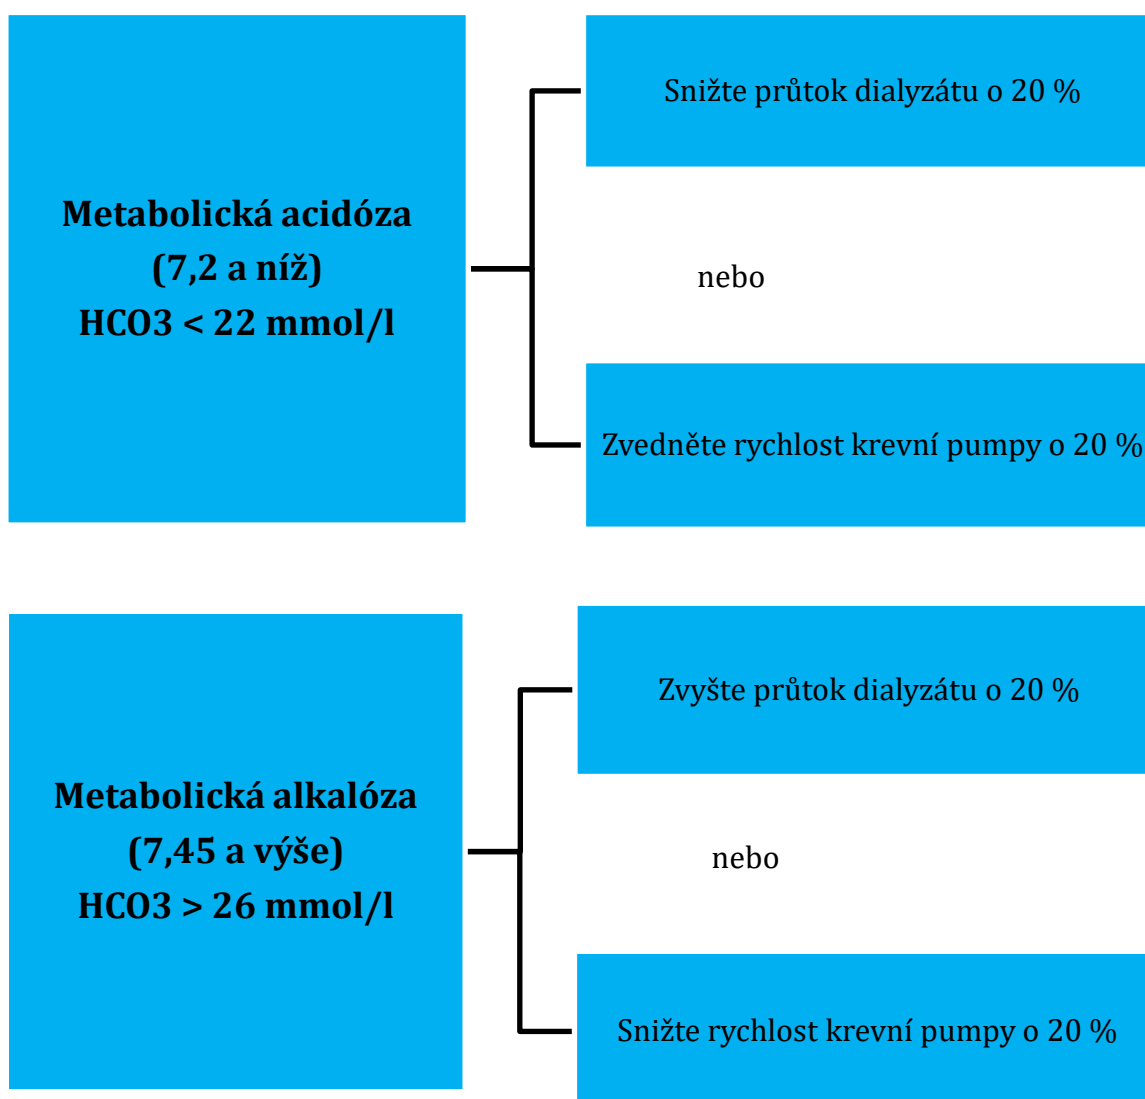 Metabolická acidóza
(7,2 a níž)
HCO3 < 22 mmol/l
Snižte průtok dialyzátu o 20 %
nebo
Zvedněte rychlost krevní pumpy o 20 %
Metabolická alkalóza
(7,45 a výše)
HCO3 > 26 mmol/l
Zvyšte průtok dialyzátu o 20 %
nebo
Snižte rychlost krevní pumpy o 20 %